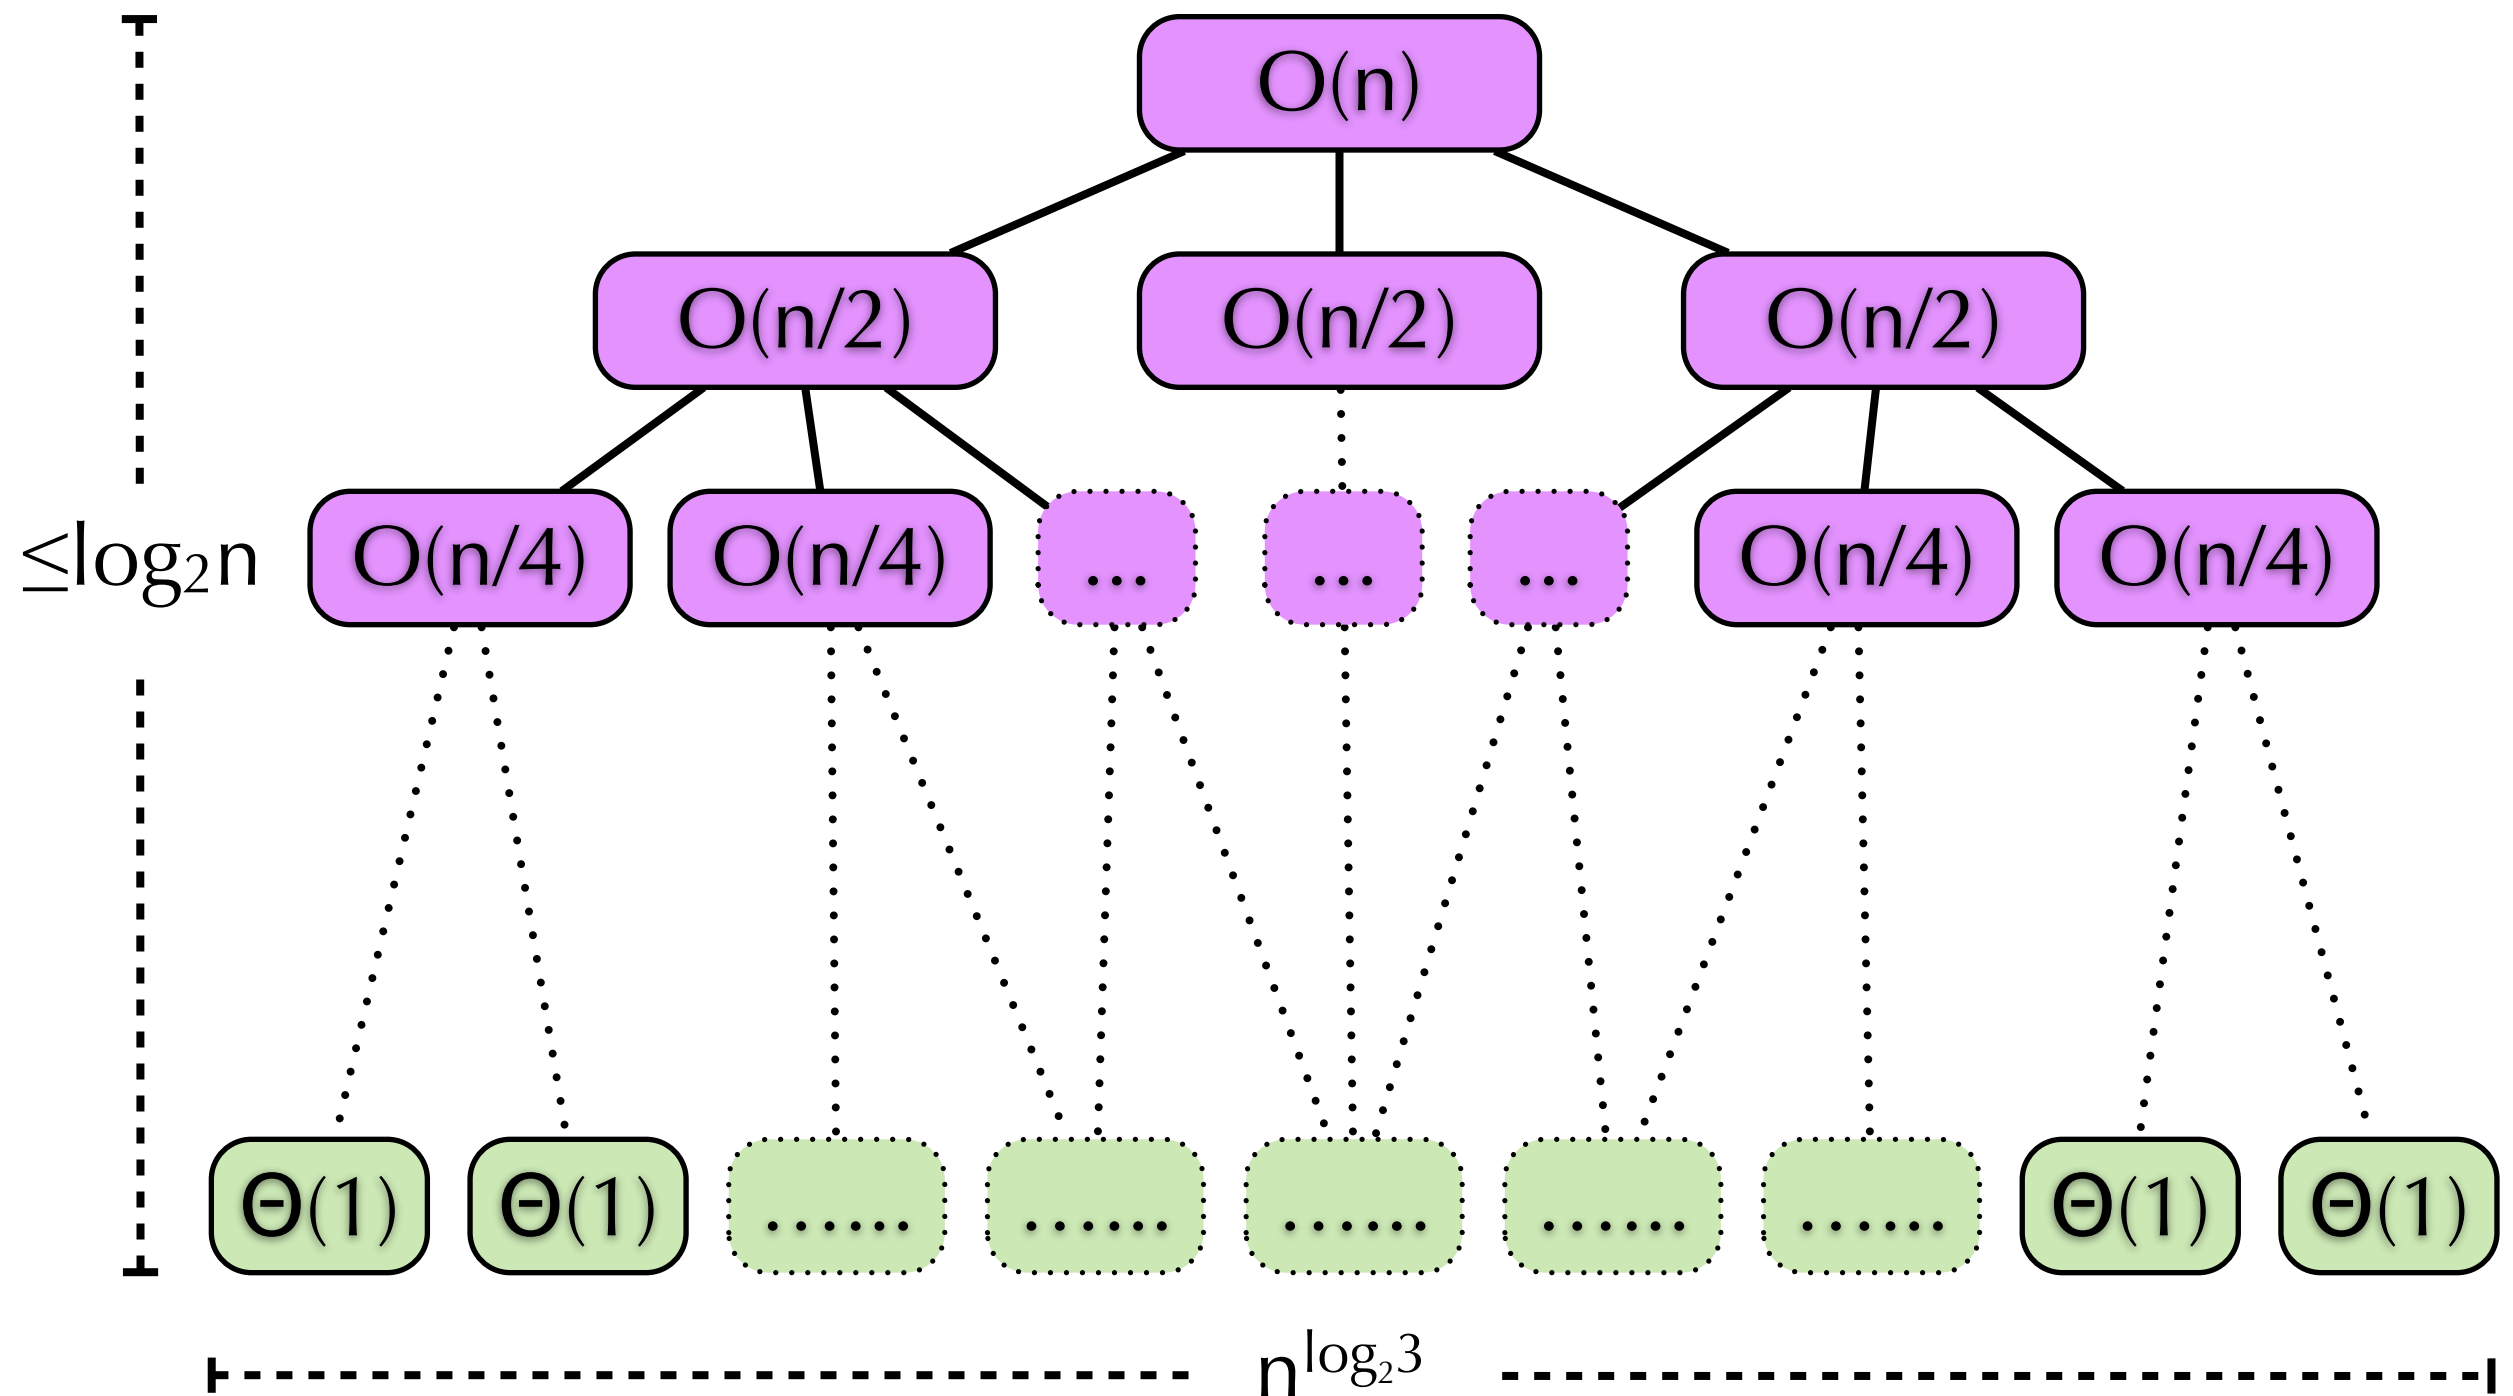 O(n)
O(n/2) O(n/2) O(n/2)
≤log₂n O(n/4) O(n/4) ... ... ... O(n/4) O(n/4)
Θ(1) Θ(1) ...... ...... ...... ...... ...... Θ(1) Θ(1)
n^log₂3